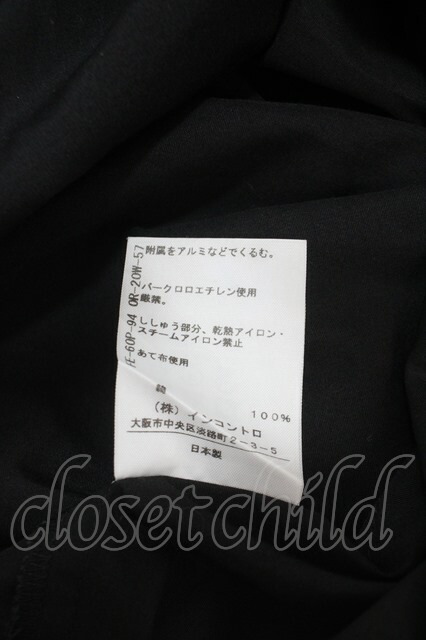 附属をアルミなどでくるむ。
パークロロエチレン使用
厳禁。
ししゅう部分、乾熱アイロン・
スチームアイロン禁止
あて布使用
100%
(株)インコントロ
大阪市中央区淡路町2-3-5
日本製
E-60P-94 OR-20W-57
closetchild